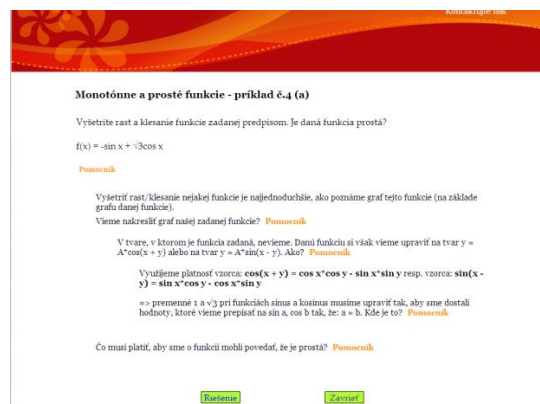 Kontaktujte nás
Monotónne a prosté funkcie - príklad č.4 (a)
Vyšetrite rast a klesanie funkcie zadanej predpisom. Je daná funkcia prostá?
f(x) = -sin x + √3cos x
Pomocník
Vyšetriť rast/klesanie nejakej funkcie je najjednoduchšie, ako poznáme graf tejto funkcie (na základe
grafu danej funkcie).
Vieme nakresliť graf našej zadanej funkcie? Pomocník
V tvare, v ktorom je funkcia zadaná, nevieme. Danú funkciu si však vieme upraviť na tvar y =
A*cos(x + y) alebo na tvar y = A*sin(x - y). Ako? Pomocník
Využijeme platnosť vzorca: cos(x + y) = cos x*cos y - sin x*sin y resp. vzorca: sin(x -
y) = sin x*cos y - cos x*sin y
=> premenné 1 a √3 pri funkciách sínus a kosínus musíme upraviť tak, aby sme dostali
hodnoty, ktoré vieme prepísať na sin a, cos b tak, že: a = b. Kde je to? Pomocník
Čo musí platiť, aby sme o funkcii mohli povedať, že je prostá? Pomocník
Riešenie
Zavrieť